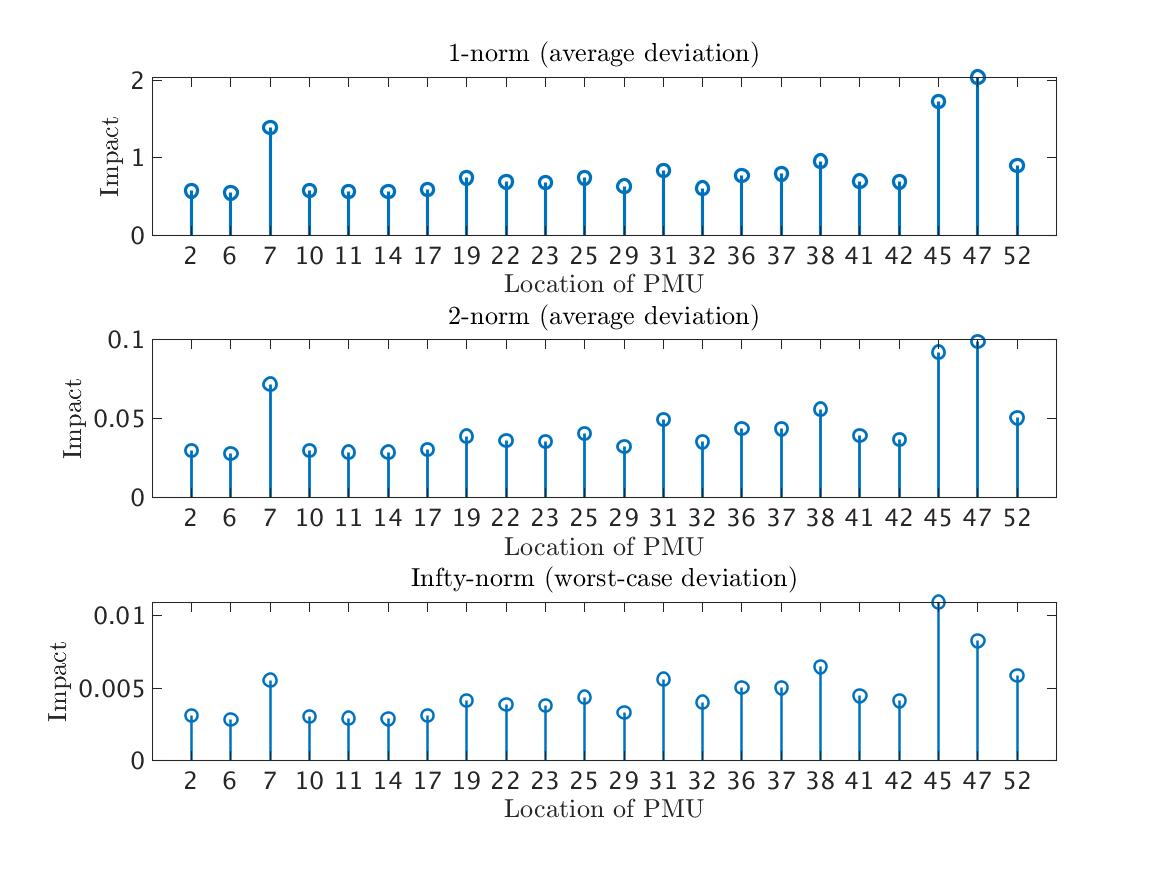 1-norm (average deviation)
2
1
0
Impact
2 6 7 10 11 14 17 19 22 23 25 29 31 32 36 37 38 41 42 45 47 52
Location of PMU
2-norm (average deviation)
0.1
0.05
0
Impact
2 6 7 10 11 14 17 19 22 23 25 29 31 32 36 37 38 41 42 45 47 52
Location of PMU
Infty-norm (worst-case deviation)
0.01
0.005
0
Impact
2 6 7 10 11 14 17 19 22 23 25 29 31 32 36 37 38 41 42 45 47 52
Location of PMU